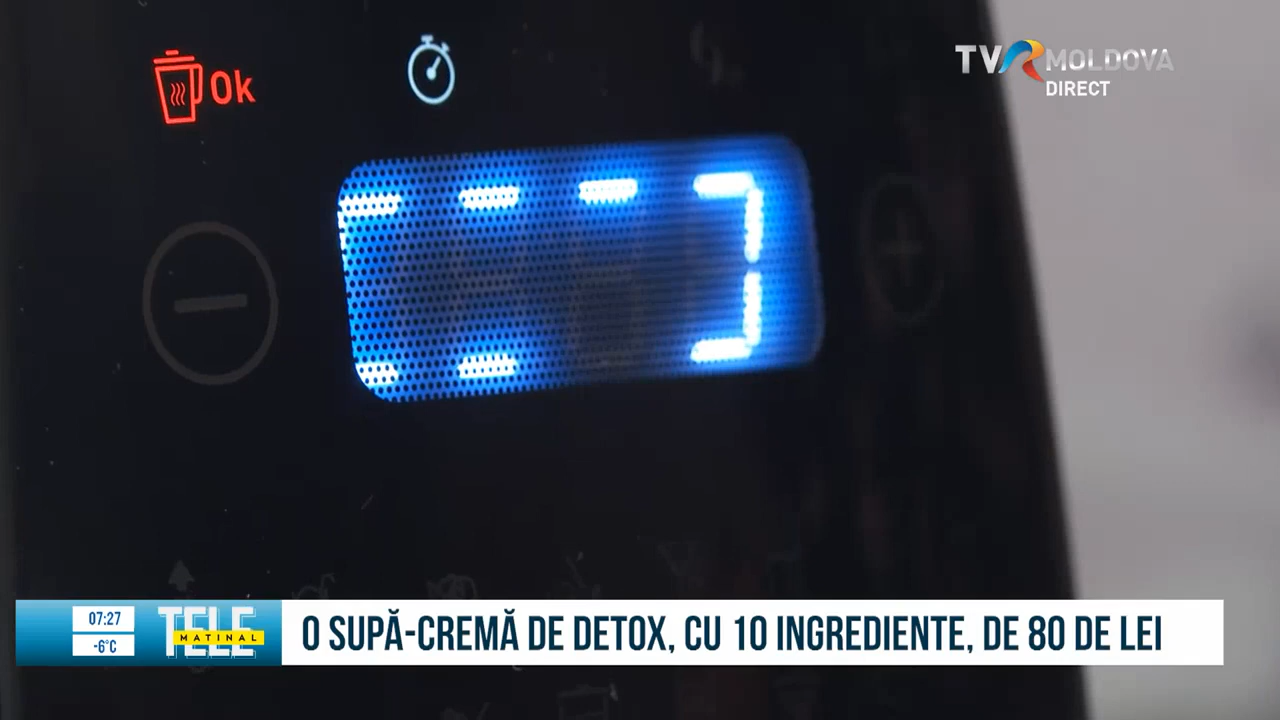 Ok
TVR MOLDOVA
DIRECT
07:27
-6°C
TELE
MATINAL
O SUPĂ-CREMĂ DE DETOX, CU 10 INGREDIENTE, DE 80 DE LEI